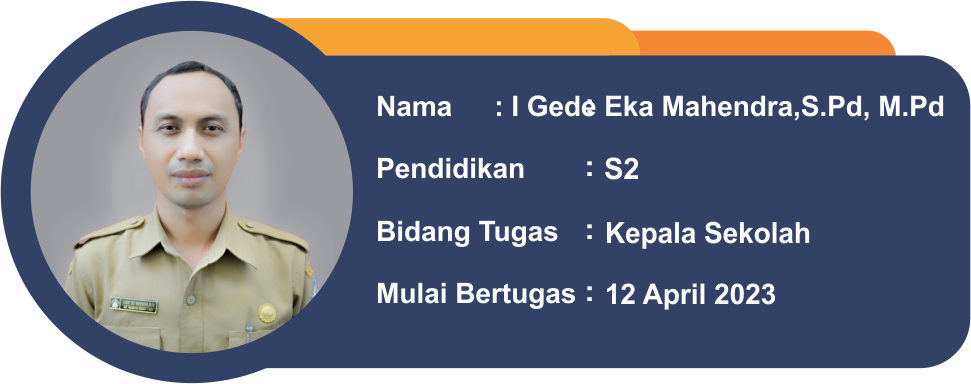 Nama : I Gede Eka Mahendra,S.Pd, M.Pd
Pendidikan : S2
Bidang Tugas : Kepala Sekolah
Mulai Bertugas : 12 April 2023